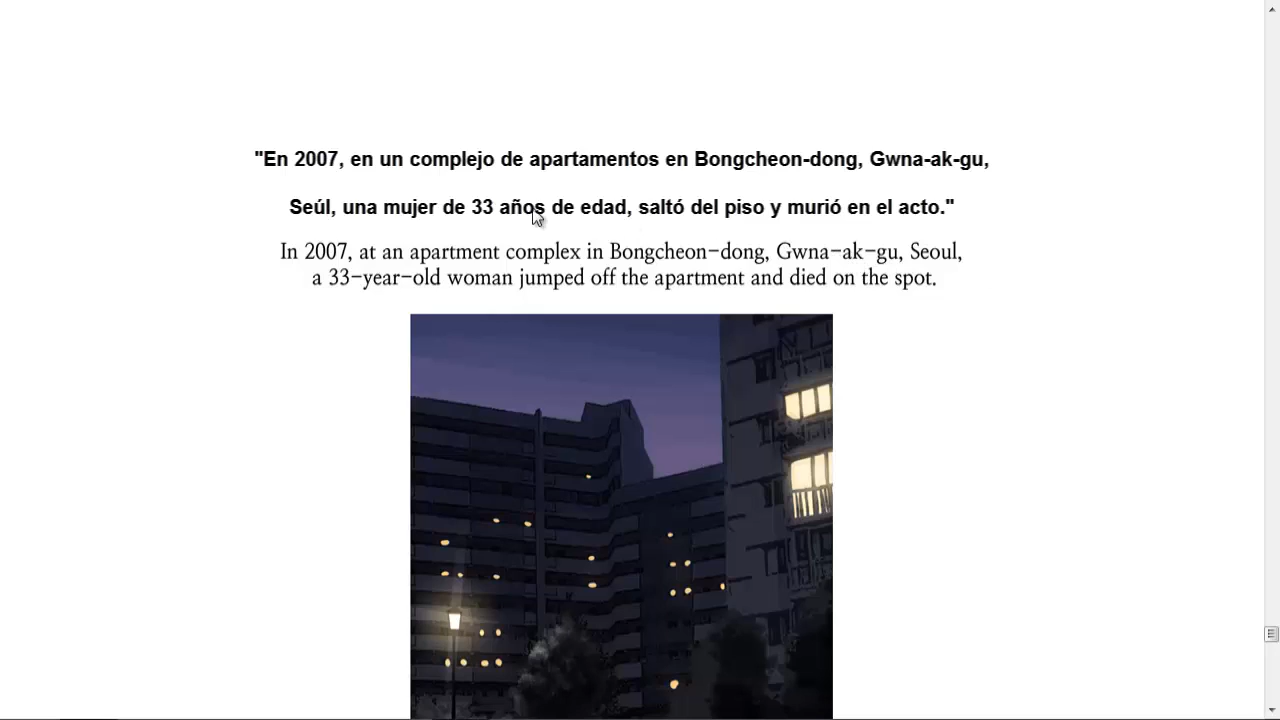 "En 2007, en un complejo de apartamentos en Bongcheon-dong, Gwna-ak-gu,
Seúl, una mujer de 33 años de edad, saltó del piso y murió en el acto."
In 2007, at an apartment complex in Bongcheon-dong, Gwna-ak-gu, Seoul,
a 33-year-old woman jumped off the apartment and died on the spot.